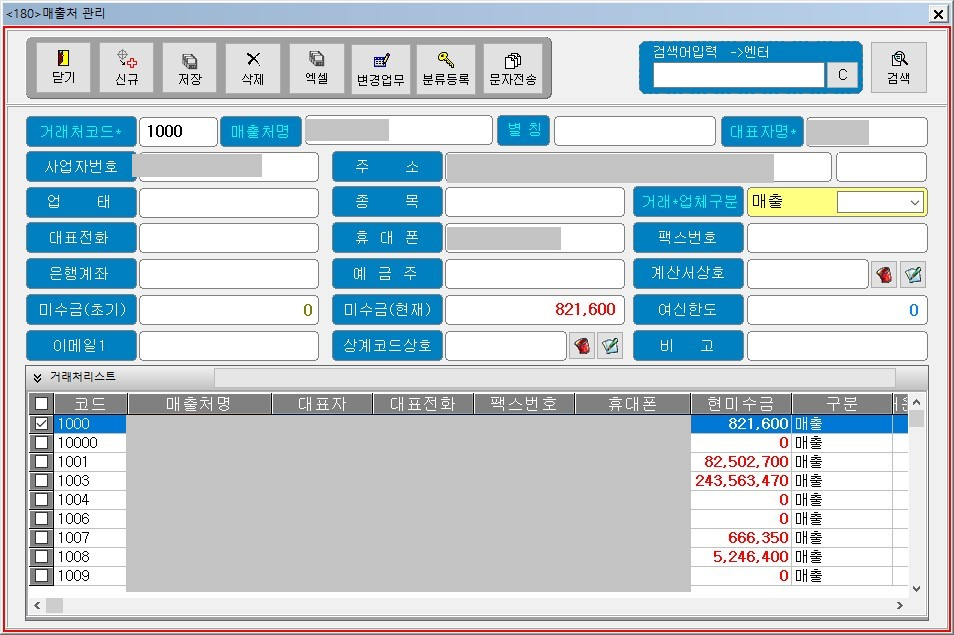 <180>매출처 관리
닫기 신규 저장 삭제 엑셀 변경업무 분류등록 문자전송 검색어입력 ->엔터 C 검색
거래처코드* 1000 매출처명 별 칭 대표자명*
사업자번호 주 소
업 태 종 목 거래*업체구분 매출
대표전화 휴 대 폰 팩스번호
은행계좌 예 금 주 계산서상호
미수금(초기) 0 미수금(현재) 821,600 여신한도 0
이메일1 상계코드상호 비 고
거래처리스트
코드 매출처명 대표자 대표전화 팩스번호 휴대폰 현미수금 구분
1000 821,600 매출
10000 0 매출
1001 82,502,700 매출
1003 243,563,470 매출
1004 0 매출
1006 0 매출
1007 666,350 매출
1008 5,246,400 매출
1009 0 매출